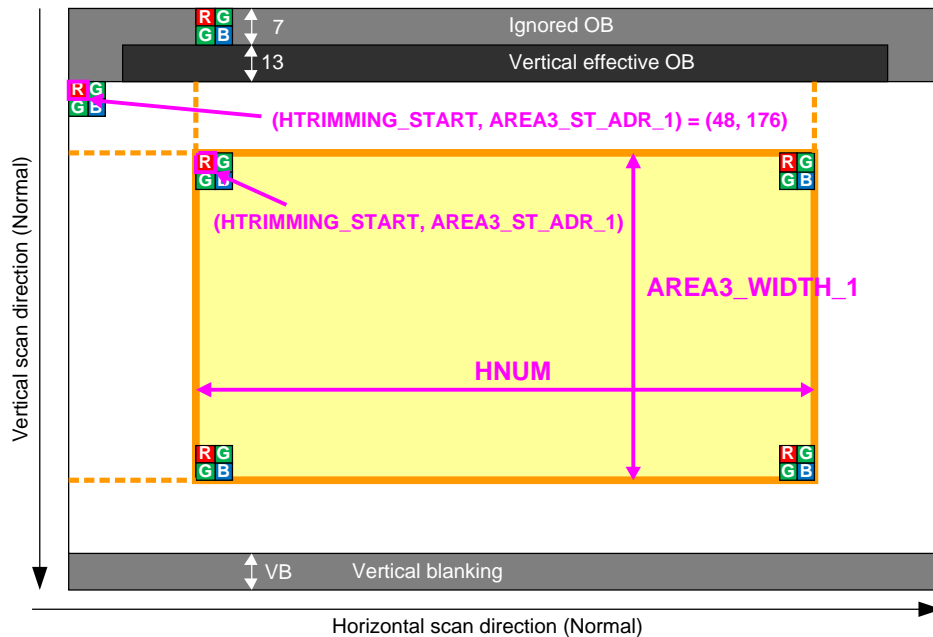 R G
G B
7
Ignored OB
13
Vertical effective OB
R G
G B
(HTRIMMING_START, AREA3_ST_ADR_1) = (48, 176)
R G
G B
R G
G B
(HTRIMMING_START, AREA3_ST_ADR_1)
AREA3_WIDTH_1
HNUM
R G
G B
R G
G B
VB
Vertical blanking
Vertical scan direction (Normal)
Horizontal scan direction (Normal)